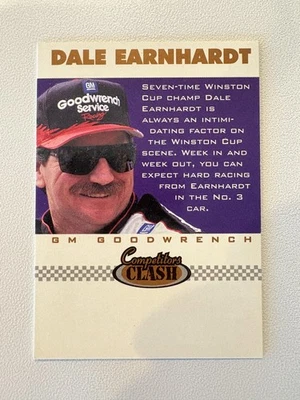 DALE EARNHARDT
GM
Goodwrench
Service
Racing
SEVEN-TIME WINSTON
CUP CHAMP DALE
EARNHARDT IS
ALWAYS AN INTIMI-
DATING FACTOR ON
THE WINSTON CUP
SCENE. WEEK IN AND
WEEK OUT, YOU CAN
EXPECT HARD RACING
FROM EARNHARDT
IN THE NO. 3
CAR.
GM GOODWRENCH
Competitors
CLASH